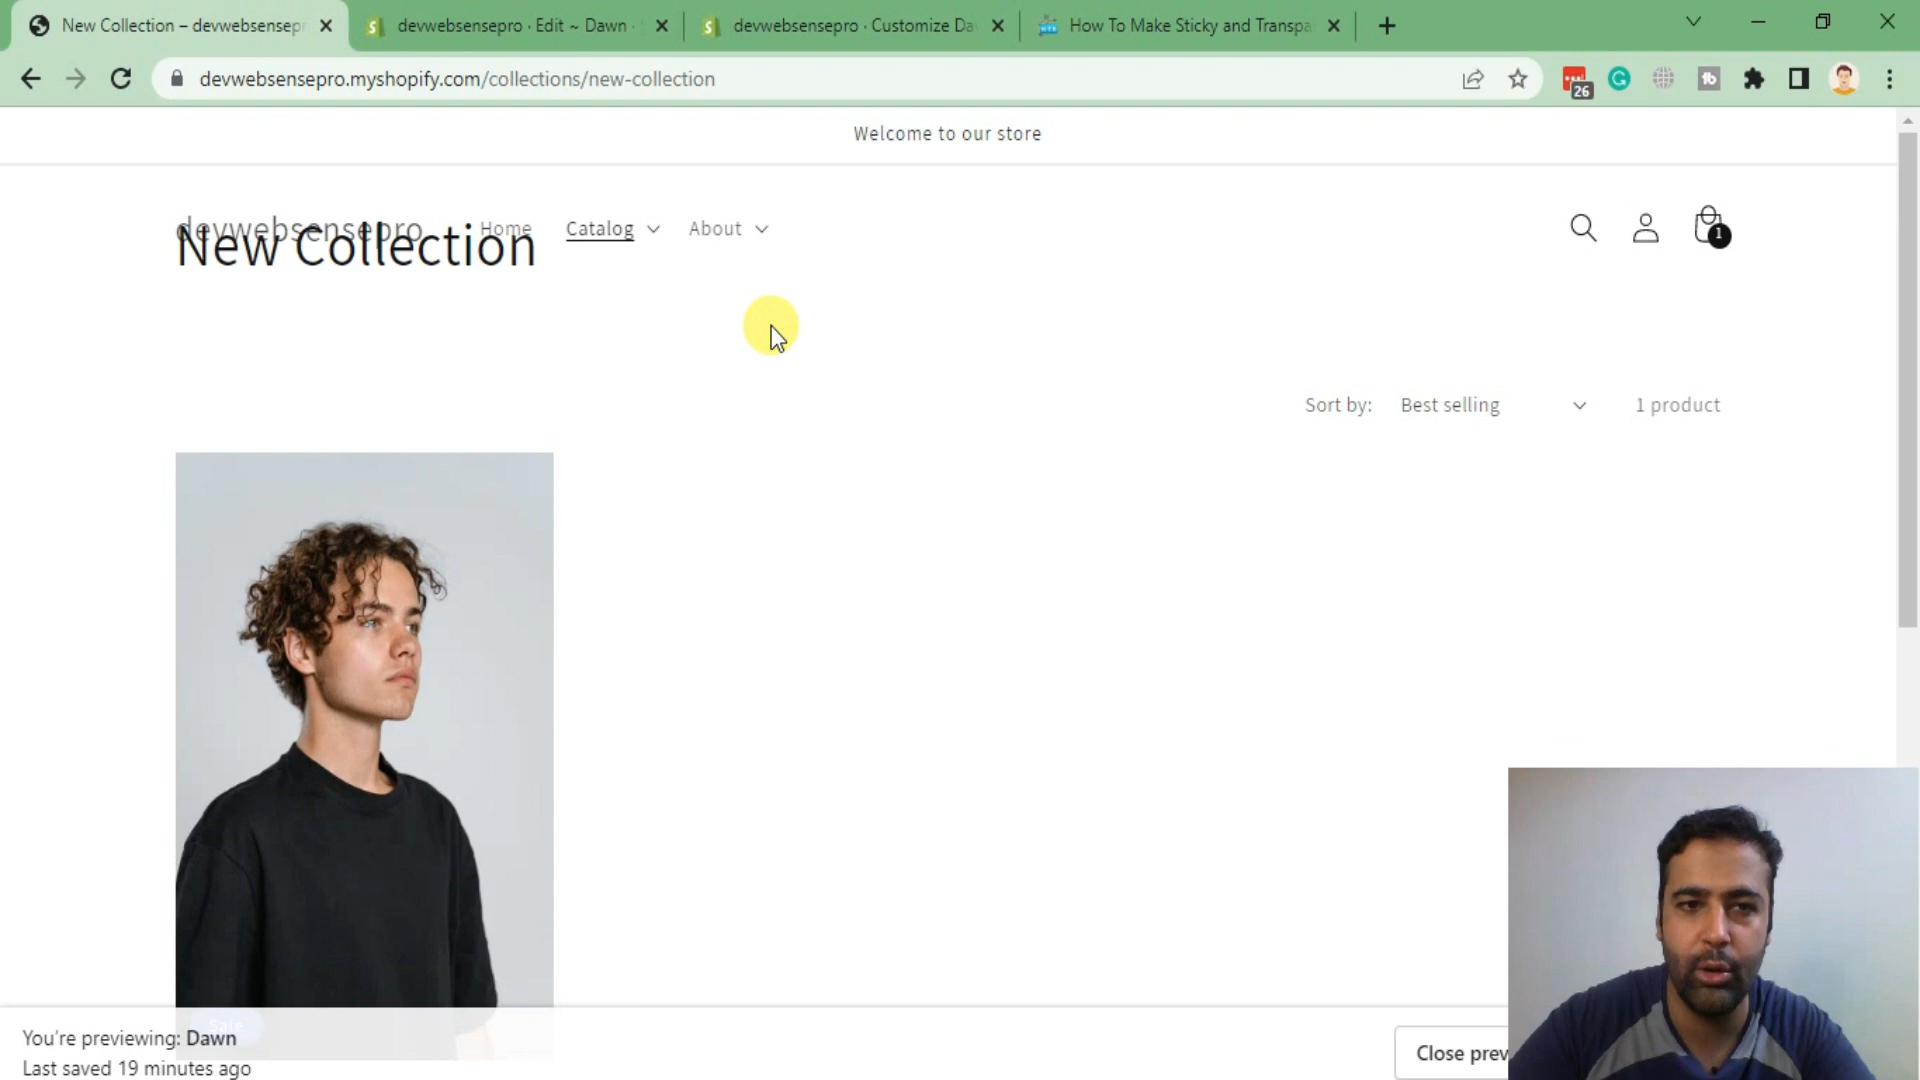 New Collection – devwebsensep
devwebsensepro · Edit ~ Dawn ·
devwebsensepro · Customize Da
How To Make Sticky and Transpa
devwebsensepro.myshopify.com/collections/new-collection
26
Welcome to our store
devwebsensepro
Home
Catalog
About
1
New Collection
Sort by:
Best selling
1 product
Sale
You're previewing: Dawn
Last saved 19 minutes ago
Close prev